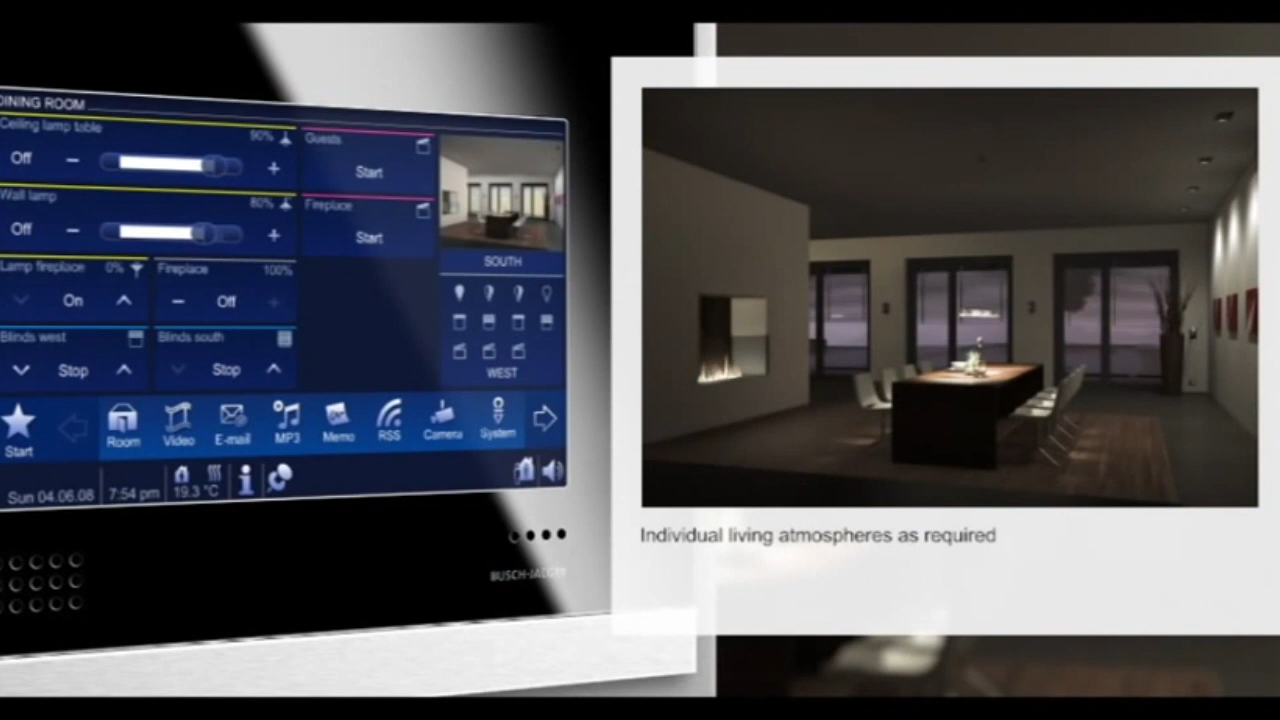 DINING ROOM
Ceiling lamp table
90%
Off
Guests
Start
Wall lamp
80%
Off
Fireplace
Start
Lamp fireplace
0%
On
Fireplace
100%
Off
SOUTH
Blinds west
Stop
Blinds south
Stop
WEST
Start
Room
Video
E-mail
MP3
Memo
RSS
Camera
System
Sun 04.06.08
7:54 pm
19.3 °C
BUSCH-JAEGER
Individual living atmospheres as required